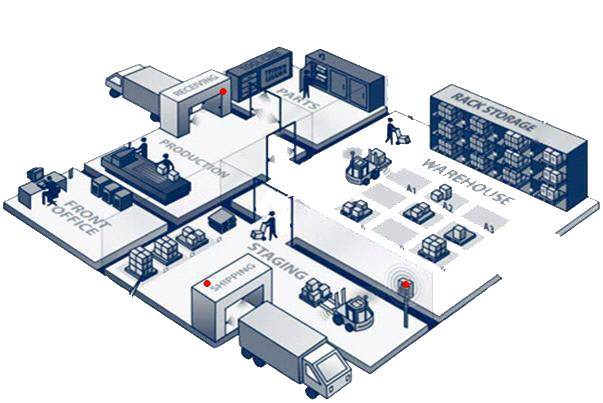 RECEIVING
PARTS
RACK STORAGE
PRODUCTION
WAREHOUSE
FRONT
OFFICE
A1
A2
A3
STAGING
SHIPPING